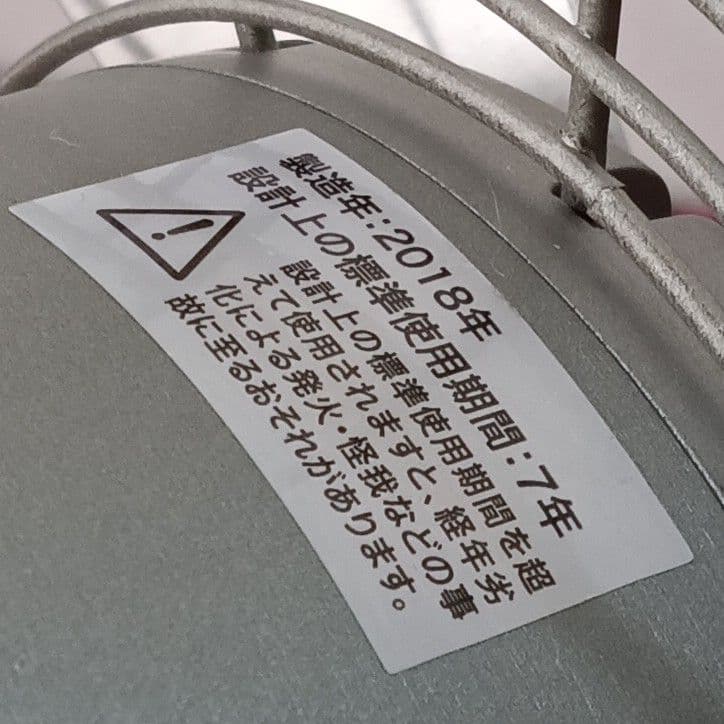 製造年:2018年
設計上の標準使用期間:7年
設計上の標準使用期間を超
えて使用されますと、経年劣
化による発火・怪我などの事
故に至るおそれがあります。